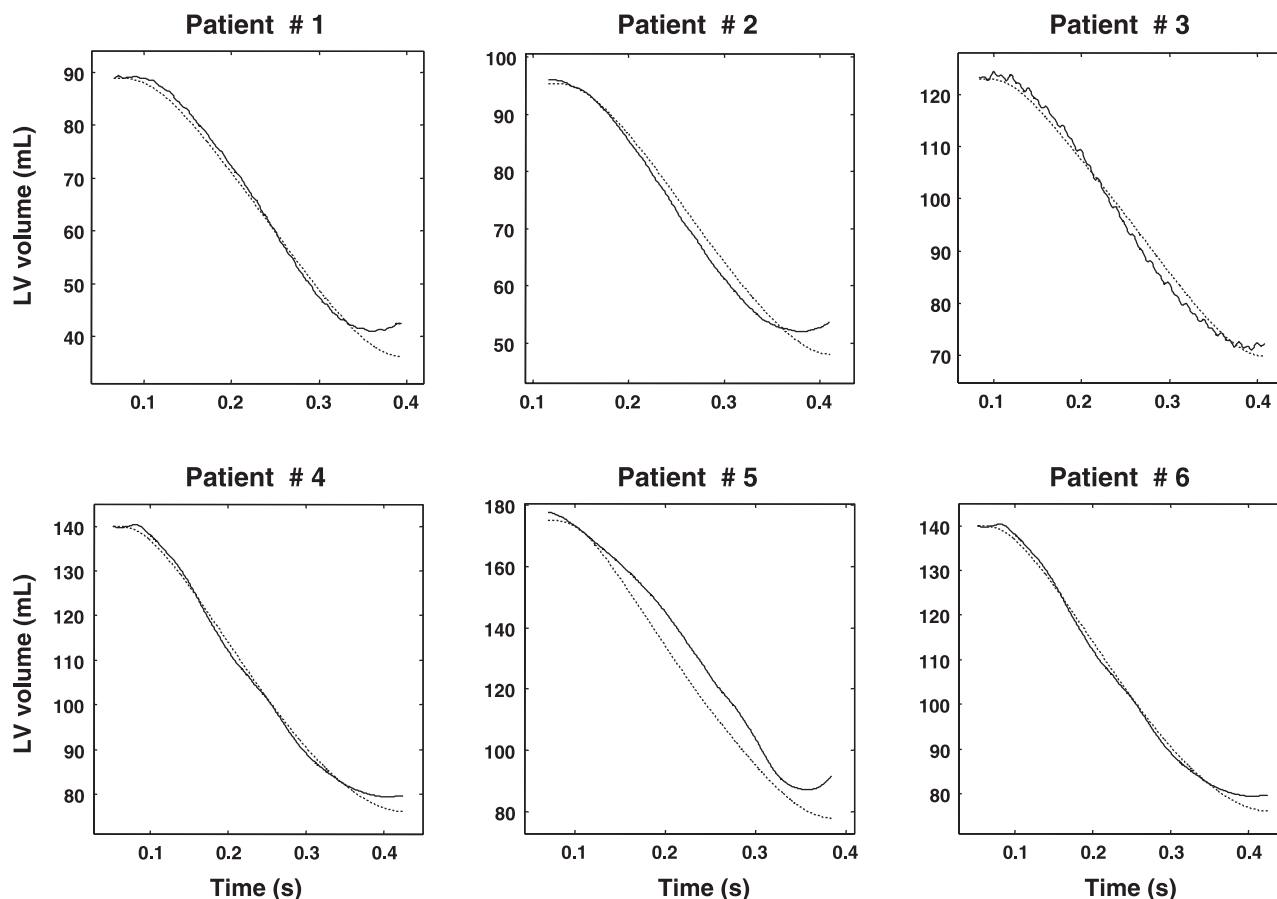 Patient # 1
Patient # 2
Patient # 3
LV volume (mL)
90
80
70
60
50
40
0.1 0.2 0.3 0.4
100
90
80
70
60
50
0.1 0.2 0.3 0.4
120
110
100
90
80
70
0.1 0.2 0.3 0.4
Patient # 4
Patient # 5
Patient # 6
LV volume (mL)
140
130
120
110
100
90
80
0.1 0.2 0.3 0.4
Time (s)
180
160
140
120
100
80
0.1 0.2 0.3 0.4
Time (s)
140
130
120
110
100
90
80
0.1 0.2 0.3 0.4
Time (s)